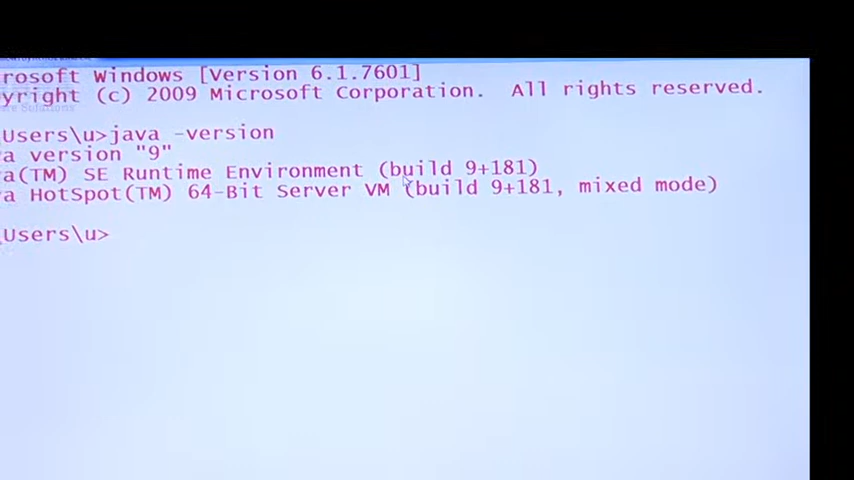 rosoft Windows [Version 6.1.7601]
yright (c) 2009 Microsoft Corporation. All rights reserved.
Users\u>java -version
a version "9"
a(TM) SE Runtime Environment (build 9+181)
a HotSpot(TM) 64-Bit Server VM (build 9+181, mixed mode)
Users\u>